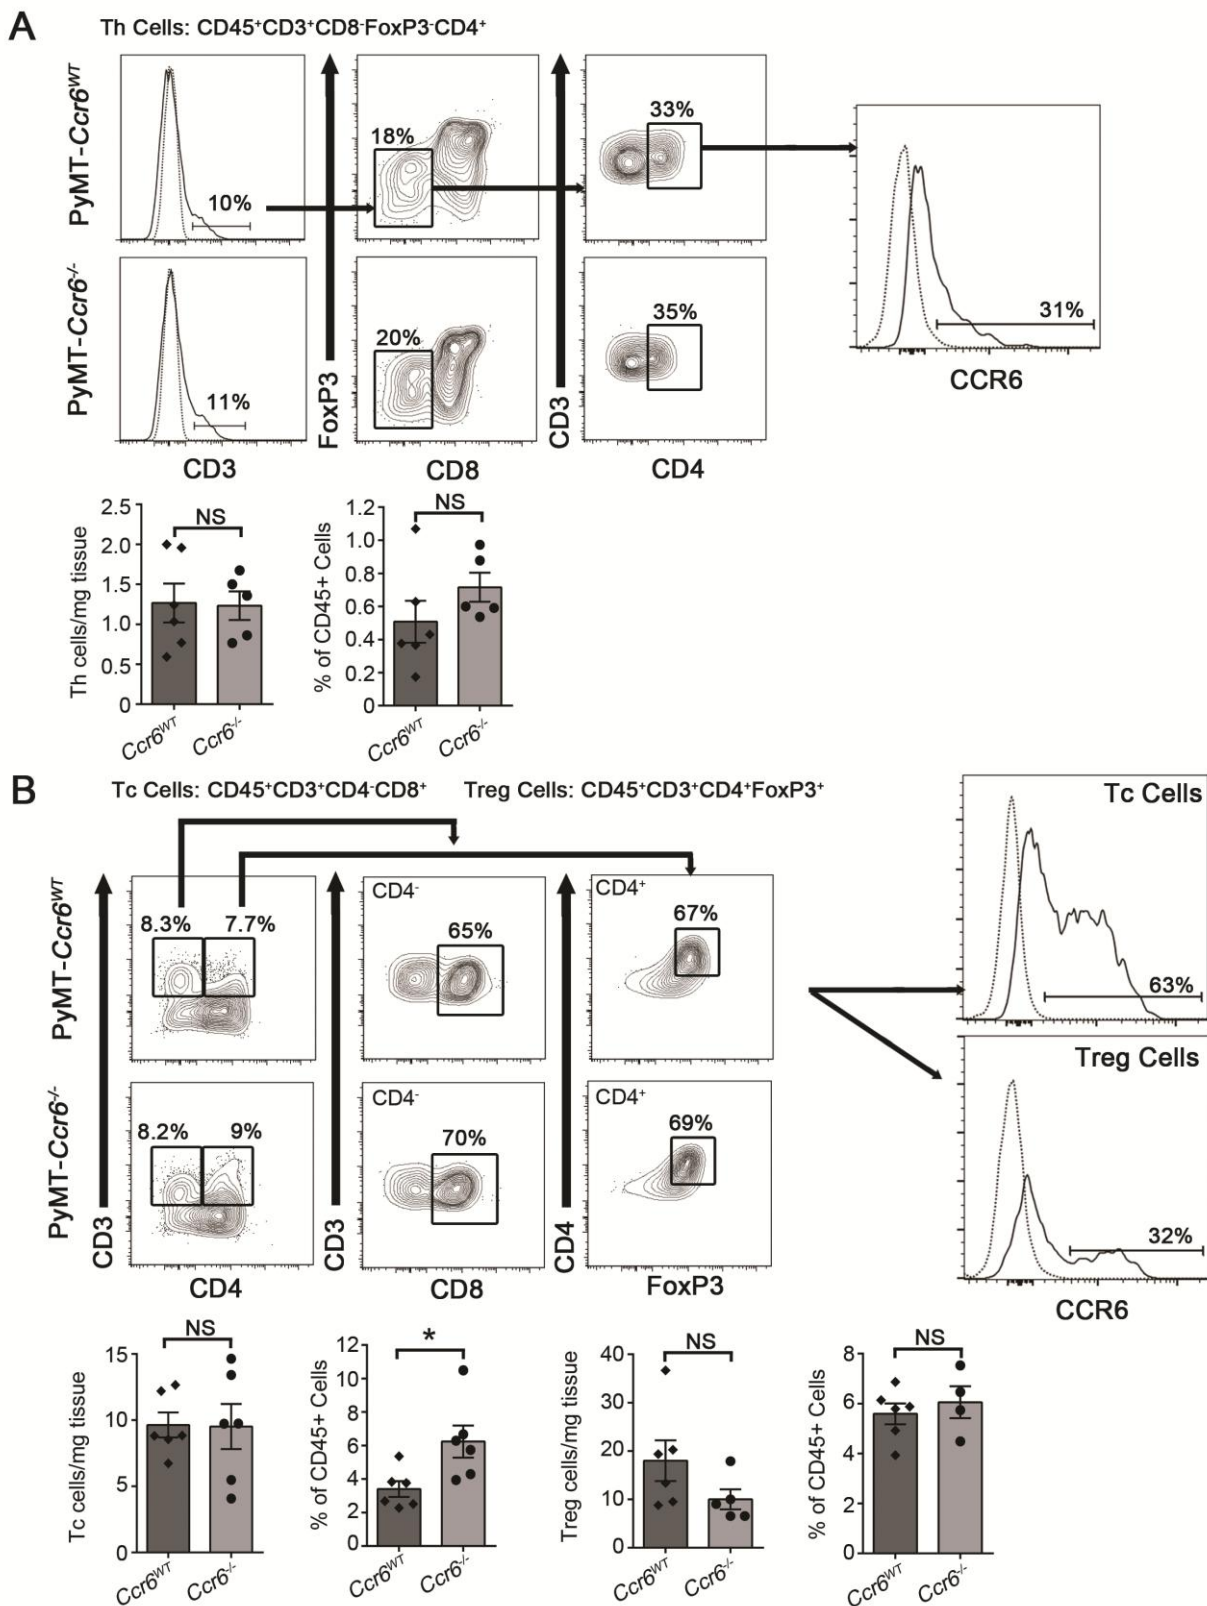 A
Th Cells: CD45⁺CD3⁺CD8⁻FoxP3⁻CD4⁺
PyMT-Ccr6ᵂᵀ
10%
18%
33%
31%
CCR6
PyMT-Ccr6⁻/⁻
11%
20%
35%
FoxP3
CD3
CD3
CD8
CD4
Th cells/mg tissue
2.5
2.0
1.5
1.0
0.5
0
NS
Ccr6ᵂᵀ
Ccr6⁻/⁻
% of CD45+ Cells
1.2
1.0
0.8
0.6
0.4
0.2
0
NS
Ccr6ᵂᵀ
Ccr6⁻/⁻
B
Tc Cells: CD45⁺CD3⁺CD4⁻CD8⁺
Treg Cells: CD45⁺CD3⁺CD4⁺FoxP3⁺
PyMT-Ccr6ᵂᵀ
8.3%
7.7%
CD4⁻
65%
CD4⁺
67%
Tc Cells
63%
PyMT-Ccr6⁻/⁻
8.2%
9%
CD4⁻
70%
CD4⁺
69%
Treg Cells
32%
CD3
CD3
CD4
CD4
CD8
FoxP3
CCR6
Tc cells/mg tissue
15
10
5
0
NS
Ccr6ᵂᵀ
Ccr6⁻/⁻
% of CD45+ Cells
12
10
8
6
4
2
0
*
Ccr6ᵂᵀ
Ccr6⁻/⁻
Treg cells/mg tissue
40
30
20
10
0
NS
Ccr6ᵂᵀ
Ccr6⁻/⁻
% of CD45+ Cells
8
6
4
2
0
NS
Ccr6ᵂᵀ
Ccr6⁻/⁻